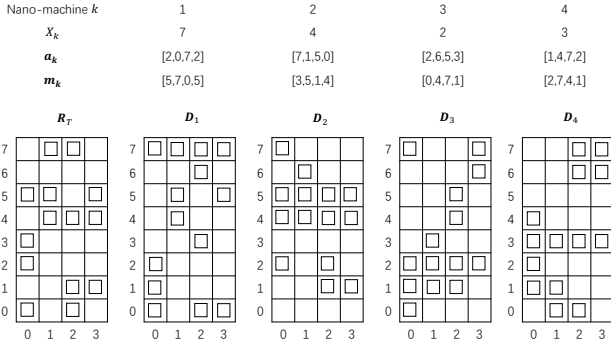 Nano-machine k 1 2 3 4
X_k 7 4 2 3
a_k [2,0,7,2] [7,1,5,0] [2,6,5,3] [1,4,7,2]
m_k [5,7,0,5] [3,5,1,4] [0,4,7,1] [2,7,4,1]
R_T D_1 D_2 D_3 D_4
7 7 7 7 7
6 6 6 6 6
5 5 5 5 5
4 4 4 4 4
3 3 3 3 3
2 2 2 2 2
1 1 1 1 1
0 0 0 0 0
0 1 2 3 0 1 2 3 0 1 2 3 0 1 2 3 0 1 2 3